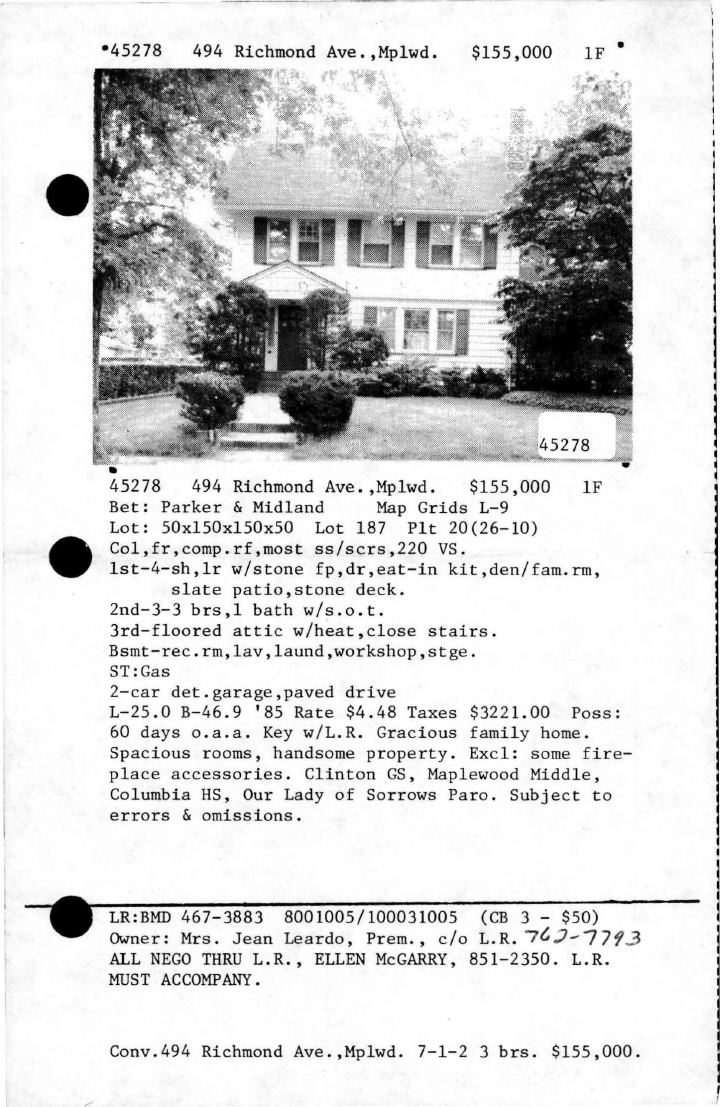 •45278 494 Richmond Ave.,Mplwd. $155,000 1F
45278
45278 494 Richmond Ave.,Mplwd. $155,000 1F
Bet: Parker & Midland Map Grids L-9
Lot: 50x150x150x50 Lot 187 Plt 20(26-10)
Col,fr,comp.rf,most ss/scrs,220 VS.
1st-4-sh,lr w/stone fp,dr,eat-in kit,den/fam.rm,
slate patio,stone deck.
2nd-3-3 brs,1 bath w/s.o.t.
3rd-floored attic w/heat,close stairs.
Bsmt-rec.rm,lav,laund,workshop,stge.
ST:Gas
2-car det.garage,paved drive
L-25.0 B-46.9 '85 Rate $4.48 Taxes $3221.00 Poss:
60 days o.a.a. Key w/L.R. Gracious family home.
Spacious rooms, handsome property. Excl: some fire-
place accessories. Clinton GS, Maplewood Middle,
Columbia HS, Our Lady of Sorrows Paro. Subject to
errors & omissions.
LR:BMD 467-3883 8001005/100031005 (CB 3 - $50)
Owner: Mrs. Jean Leardo, Prem., c/o L.R. 762-7793
ALL NEGO THRU L.R., ELLEN McGARRY, 851-2350. L.R.
MUST ACCOMPANY.
Conv.494 Richmond Ave.,Mplwd. 7-1-2 3 brs. $155,000.